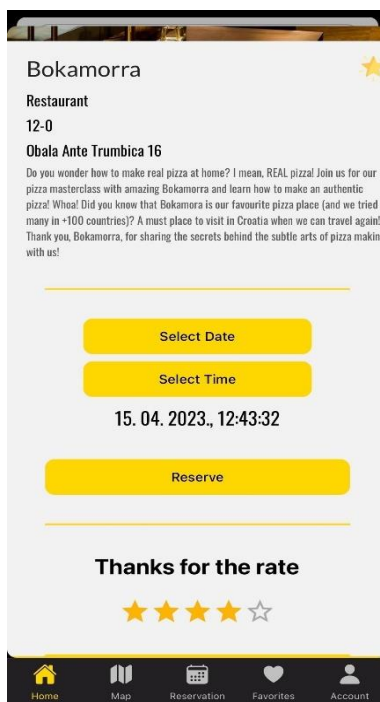 Bokamorra
Restaurant
12-0
Obala Ante Trumbica 16
Do you wonder how to make real pizza at home? I mean, REAL pizza! Join us for our
pizza masterclass with amazing Bokamorra and learn how to make an authentic
pizza! Whoa! Did you know that Bokamora is our favourite pizza place (and we tried
many in +100 countries)? A must place to visit in Croatia when we can travel again!
Thank you, Bokamorra, for sharing the secrets behind the subtle arts of pizza makin
with us!
Select Date
Select Time
15. 04. 2023., 12:43:32
Reserve
Thanks for the rate
Home Map Reservation Favorites Account